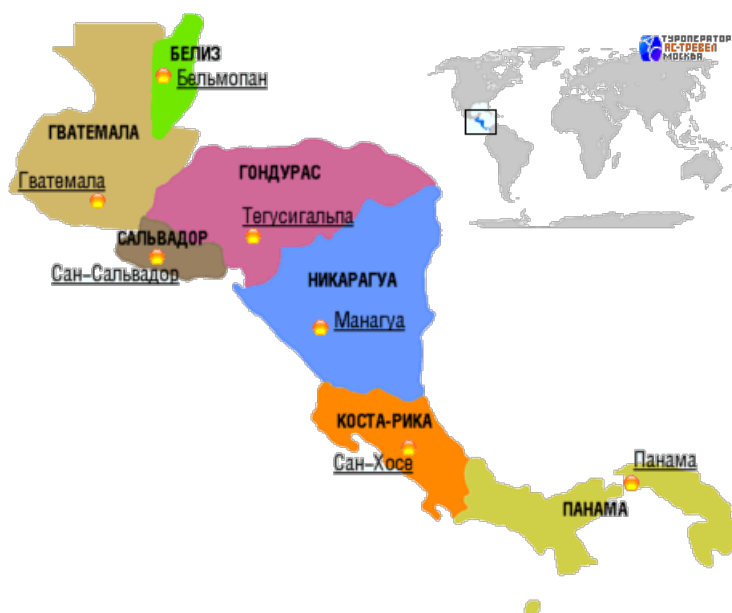 ТУРОПЕРАТОР
АС-ТРЕВЕЛ
МОСКВА
БЕЛИЗ
Бельмопан
ГВАТЕМАЛА
Гватемала
ГОНДУРАС
Тегусигальпа
САЛЬВАДОР
Сан-Сальвадор
НИКАРАГУА
Манагуа
КОСТА-РИКА
Сан-Хосе
Панама
ПАНАМА